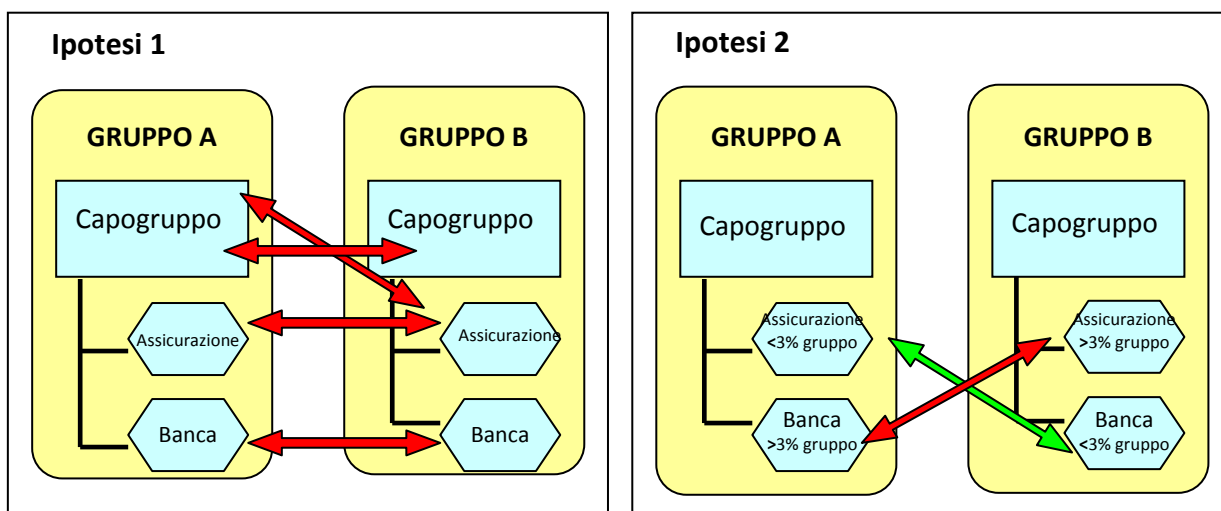 Ipotesi 1
GRUPPO A
Capogruppo
Assicurazione
Banca
GRUPPO B
Capogruppo
Assicurazione
Banca
Ipotesi 2
GRUPPO A
Capogruppo
Assicurazione
<3% gruppo
Banca
>3% gruppo
GRUPPO B
Capogruppo
Assicurazione
>3% gruppo
Banca
<3% gruppo